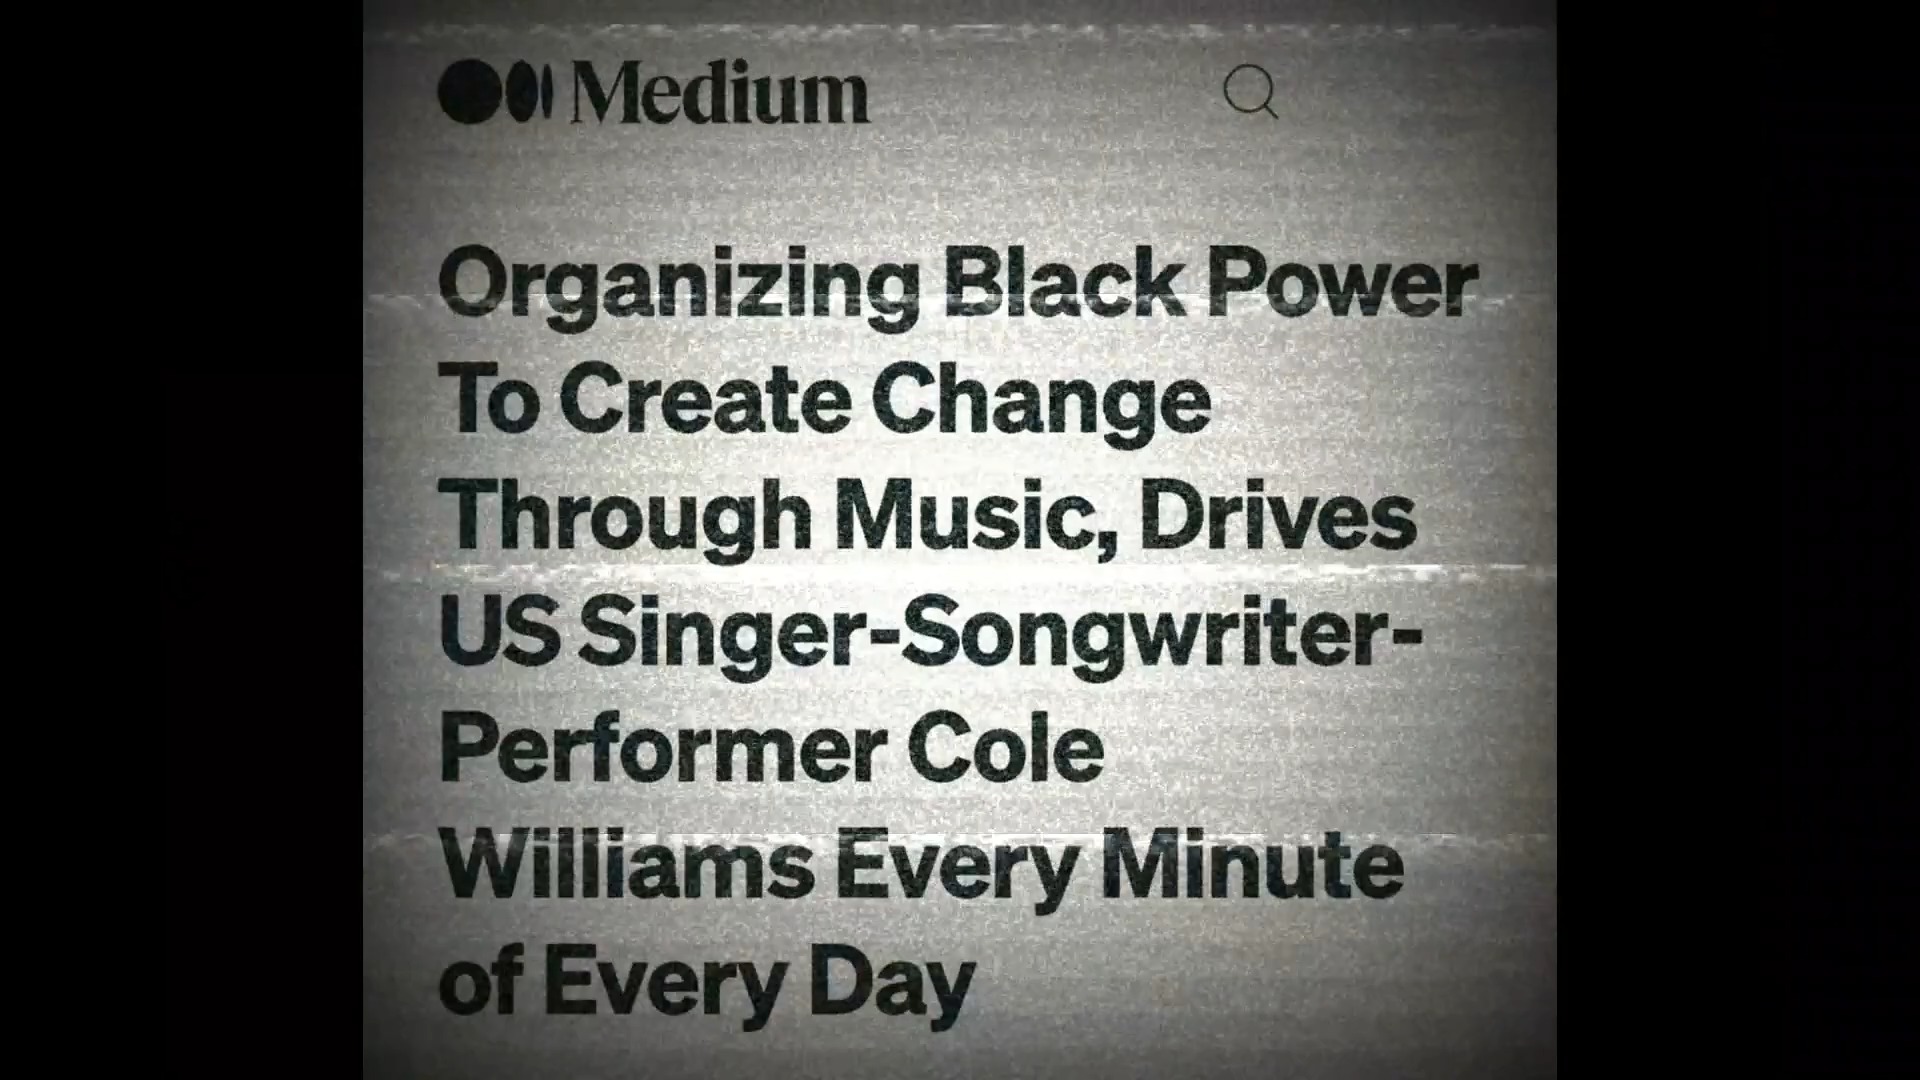 Medium
Organizing Black Power
To Create Change
Through Music, Drives
US Singer-Songwriter-
Performer Cole
Williams Every Minute
of Every Day